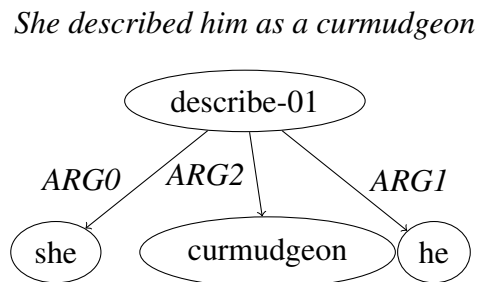 She described him as a curmudgeon
describe-01
ARG0 ARG2 ARG1
she curmudgeon he